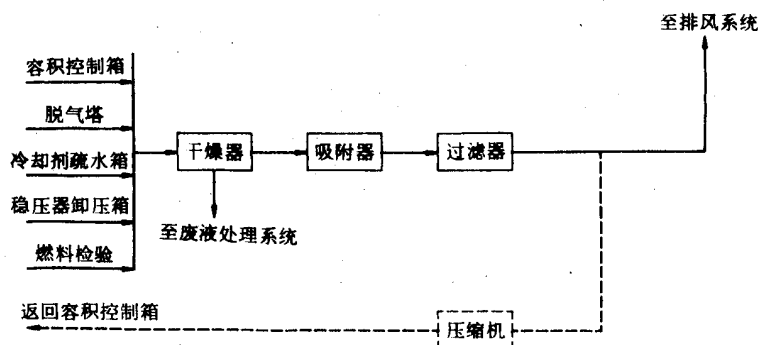 至排风系统
容积控制箱
脱气塔
冷却剂疏水箱
稳压器卸压箱
燃料检验
干燥器
吸附器
过滤器
至废液处理系统
返回容积控制箱
压缩机